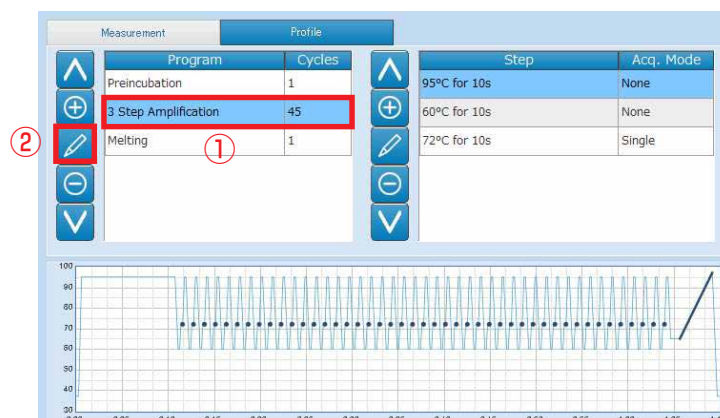 Measurement Profile
Program Cycles Step Acq. Mode
Preincubation 1 95°C for 10s None
② 3 Step Amplification 45 60°C for 10s None
Melting ① 1 72°C for 10s Single
100
90
80
70
60
50
40
30